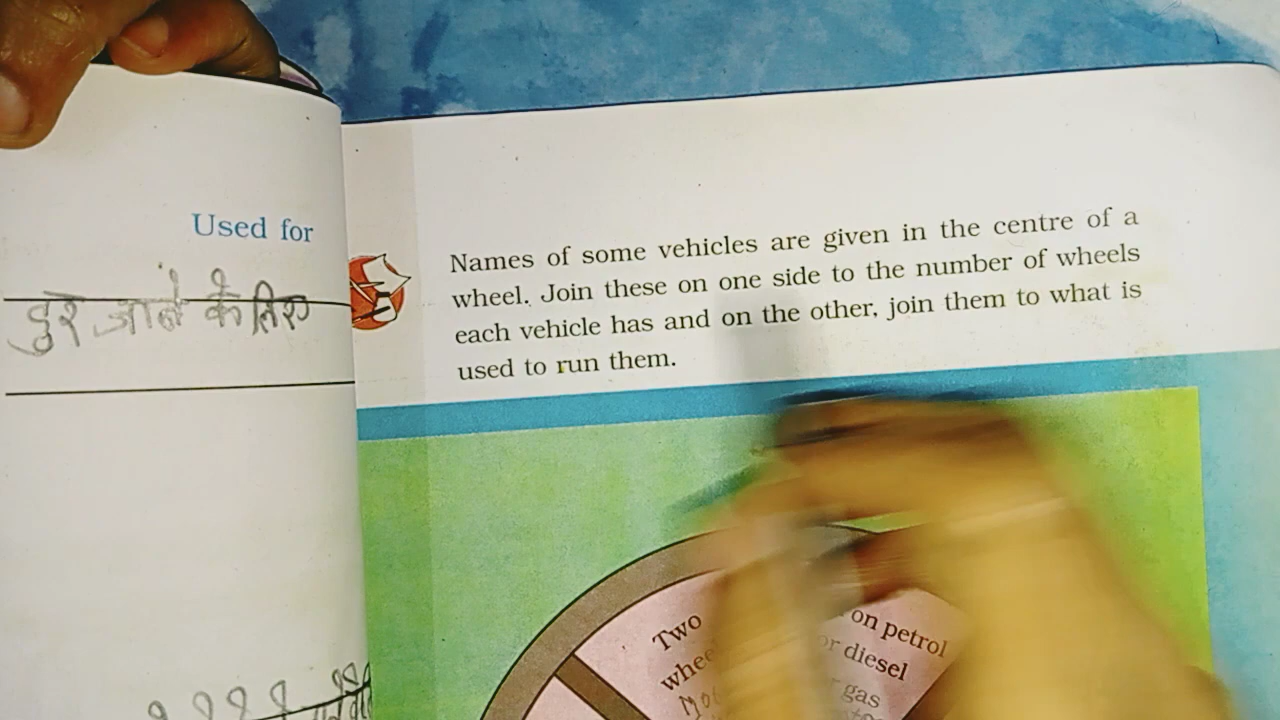 Used for
दुर जाने के लिए
Names of some vehicles are given in the centre of a
wheel. Join these on one side to the number of wheels
each vehicle has and on the other, join them to what is
used to run them.
Two
on petrol
or diesel
gas